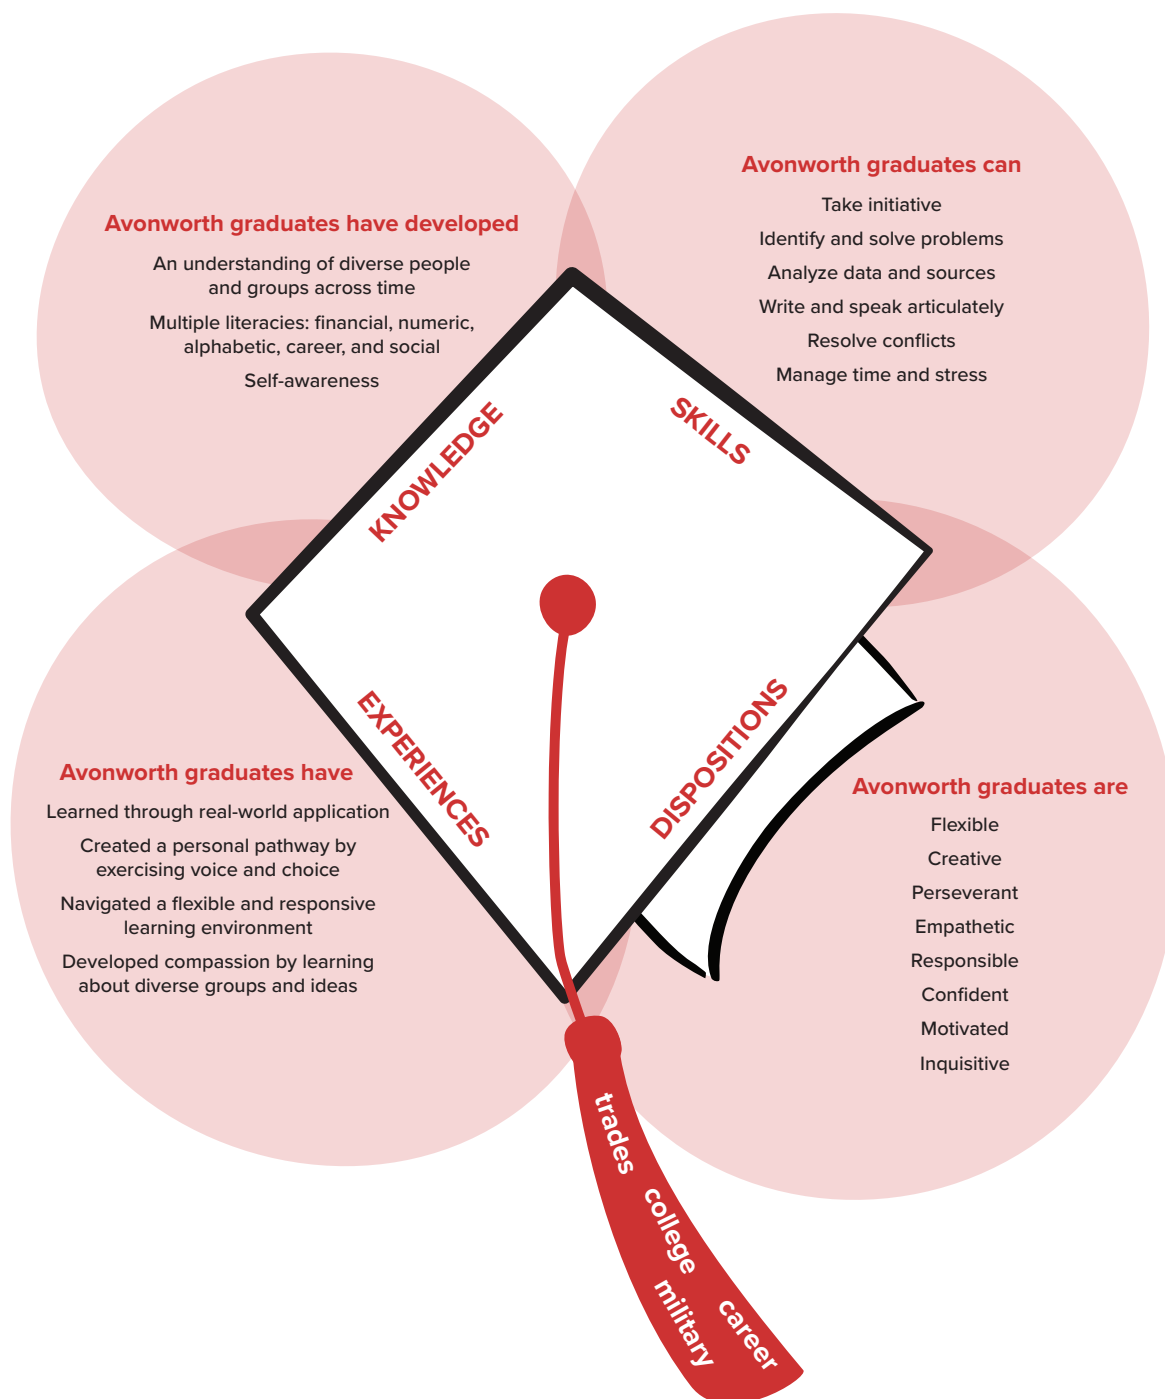 Avonworth graduates have developed
An understanding of diverse people
and groups across time
Multiple literacies: financial, numeric,
alphabetic, career, and social
Self-awareness
Avonworth graduates can
Take initiative
Identify and solve problems
Analyze data and sources
Write and speak articulately
Resolve conflicts
Manage time and stress
KNOWLEDGE
SKILLS
EXPERIENCES
DISPOSITIONS
Avonworth graduates have
Learned through real-world application
Created a personal pathway by
exercising voice and choice
Navigated a flexible and responsive
learning environment
Developed compassion by learning
about diverse groups and ideas
Avonworth graduates are
Flexible
Creative
Perseverant
Empathetic
Responsible
Confident
Motivated
Inquisitive
trades
college
military
career